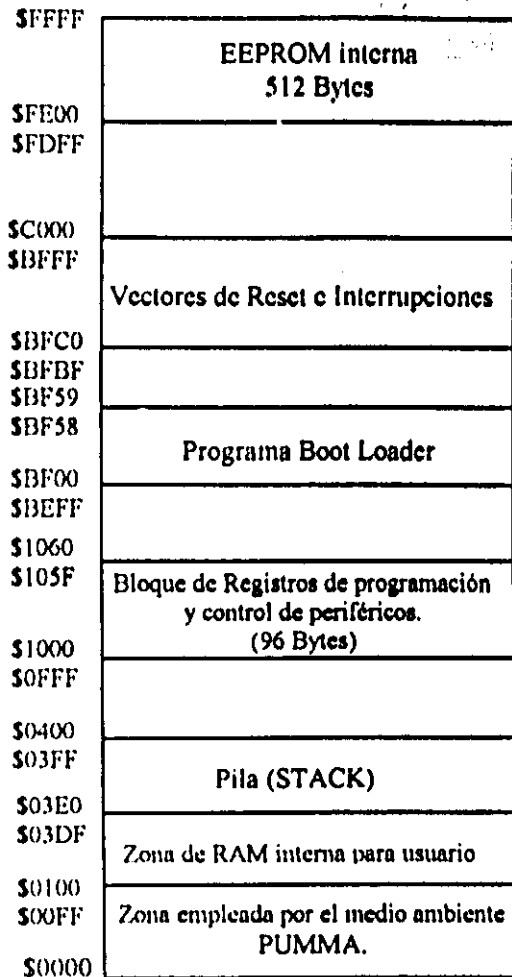 $FFFF
EEPROM interna
512 Bytes
$FE00
$FDFF
$C000
$BFFF
Vectores de Reset e Interrupciones
$BFC0
$BFBF
$BF59
$BF58
Programa Boot Loader
$BF00
$BEFF
$1060
$105F
Bloque de Registros de programación
y control de periféricos.
(96 Bytes)
$1000
$0FFF
$0400
$03FF
Pila (STACK)
$03E0
$03DF
Zona de RAM interna para usuario
$0100
$00FF
Zona empleada por el medio ambiente
PUMMA.
$0000